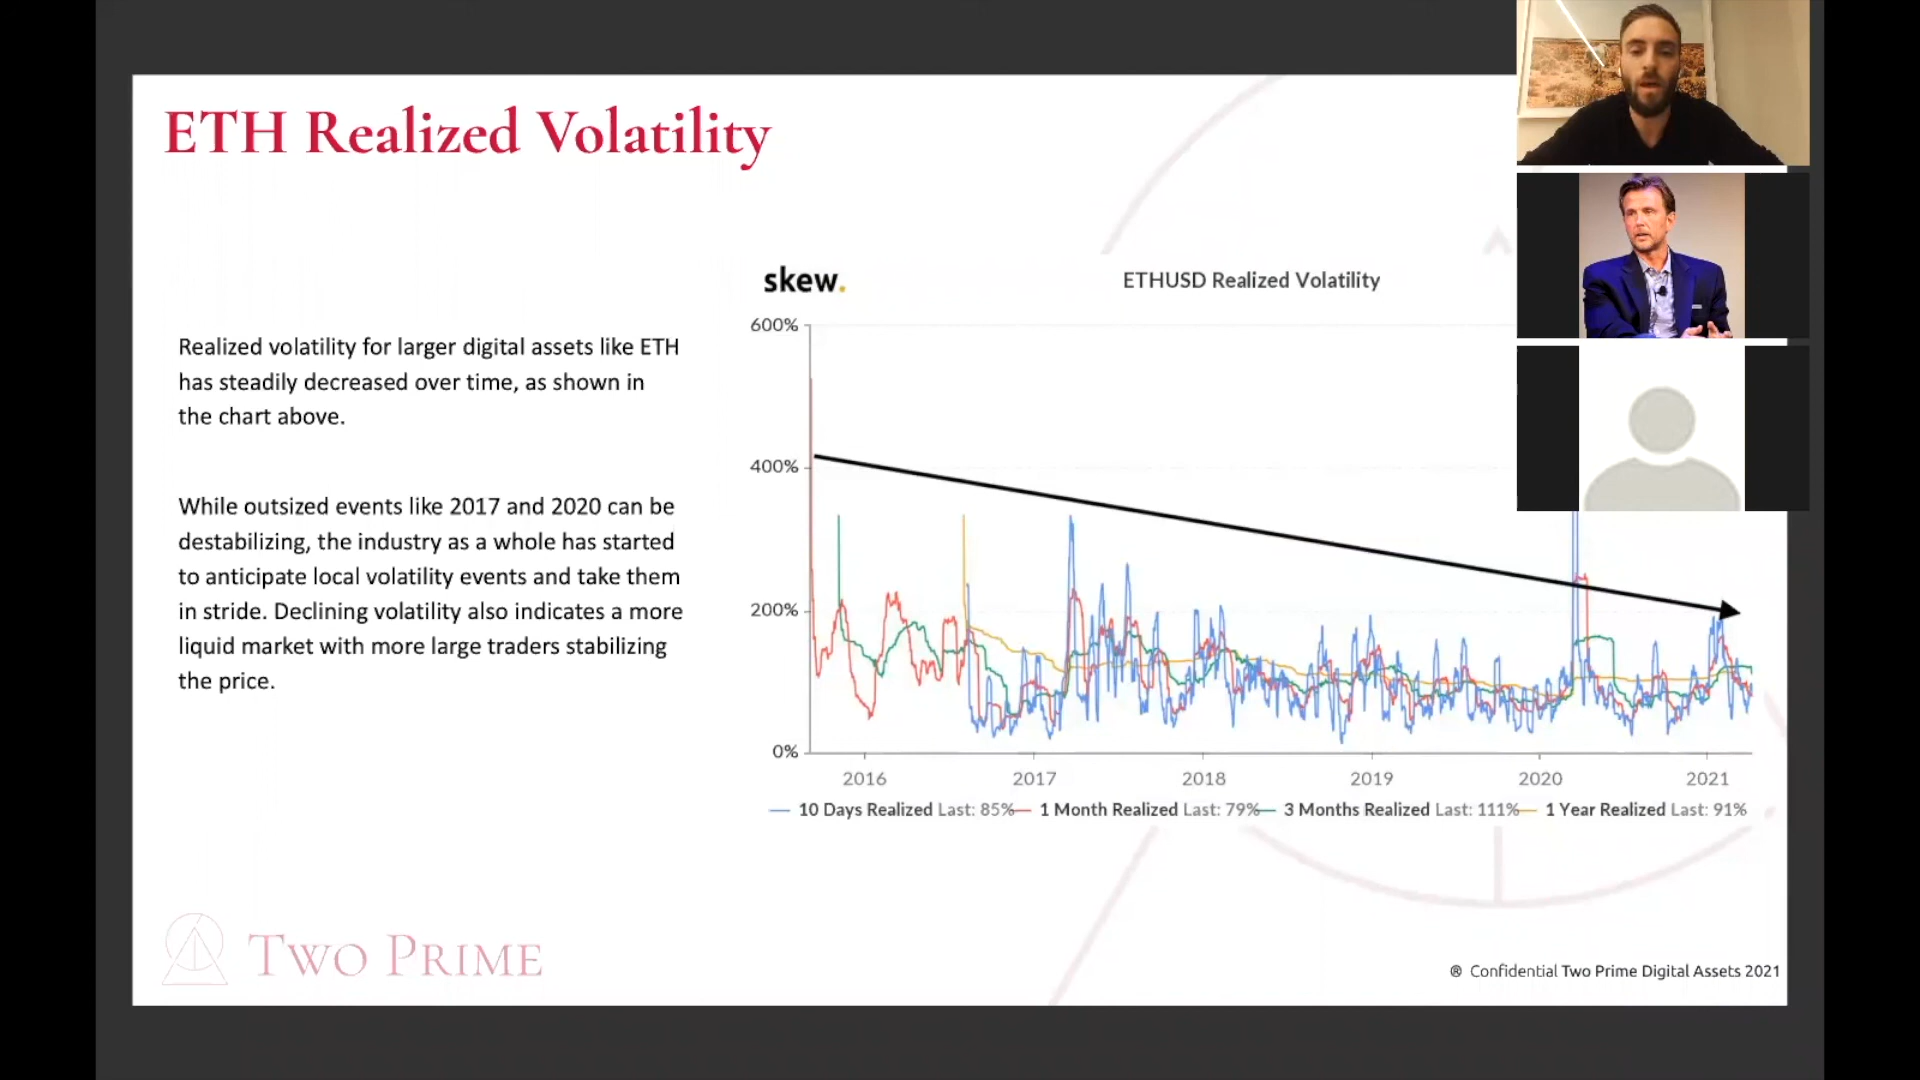 ETH Realized Volatility
skew.
ETHUSD Realized Volatility
Realized volatility for larger digital assets like ETH
has steadily decreased over time, as shown in
the chart above.
While outsized events like 2017 and 2020 can be
destabilizing, the industry as a whole has started
to anticipate local volatility events and take them
in stride. Declining volatility also indicates a more
liquid market with more large traders stabilizing
the price.
600%
400%
200%
0%
2016 2017 2018 2019 2020 2021
10 Days Realized Last: 85% 1 Month Realized Last: 79% 3 Months Realized Last: 111% 1 Year Realized Last: 91%
TWO PRIME
® Confidential Two Prime Digital Assets 2021